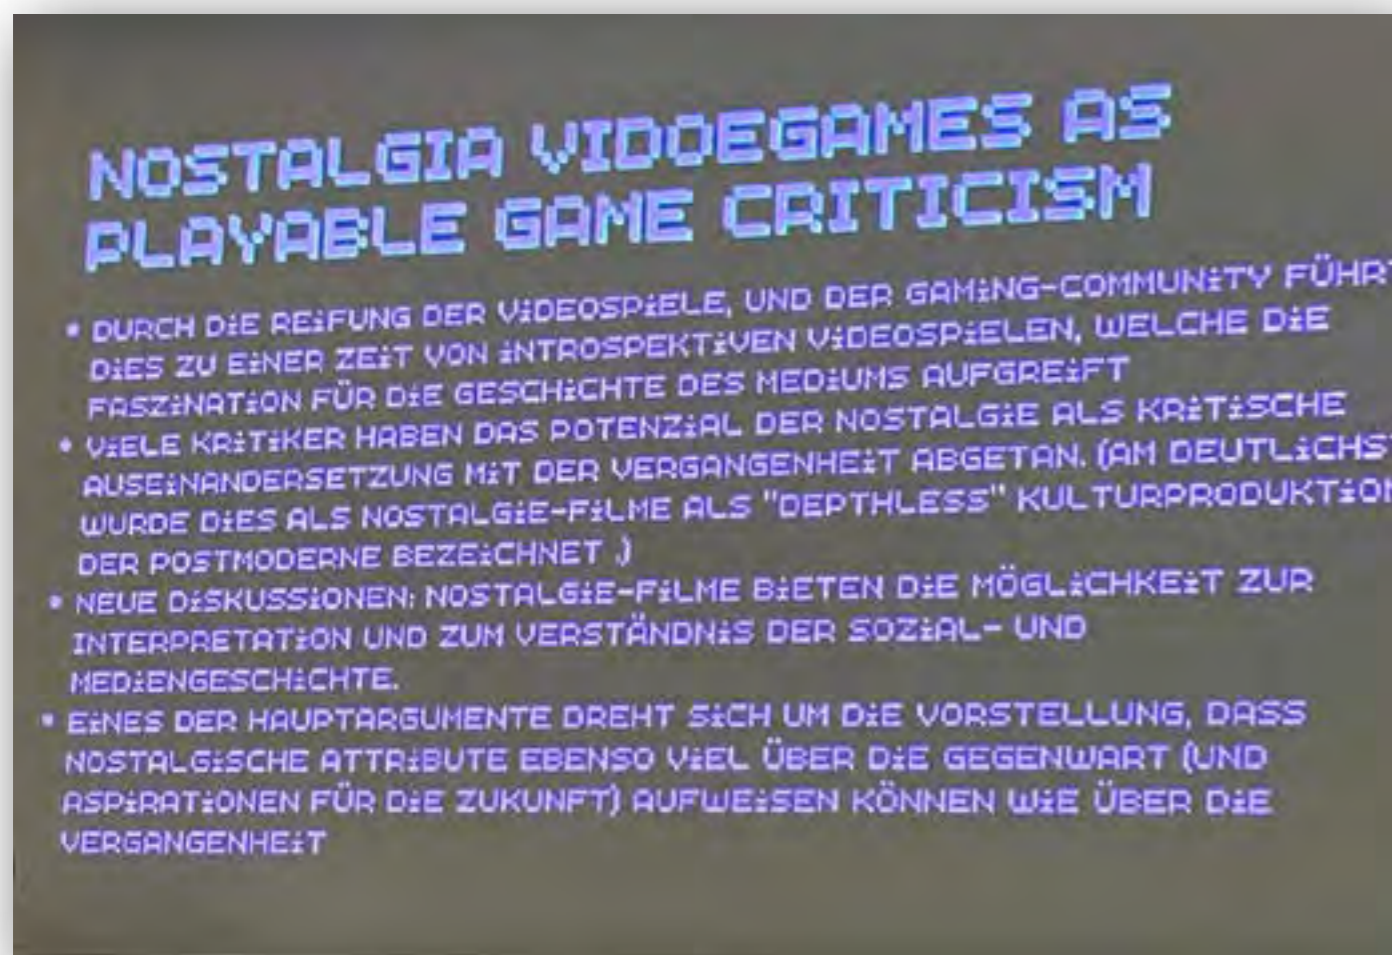 NOSTALGIA VIDOEGAMES AS
PLAYABLE GAME CRITICISM
• DURCH DIE REIFUNG DER VIDEOSPIELE, UND DER GAMING-COMMUNITY FÜHRT
DIES ZU EINER ZEIT VON INTROSPEKTIVEN VIDEOSPIELEN, WELCHE DIE
FASZINATION FÜR DIE GESCHICHTE DES MEDIUMS AUFGREIFT
• VIELE KRITIKER HABEN DAS POTENZIAL DER NOSTALGIE ALS KRITISCHE
AUSEINANDERSETZUNG MIT DER VERGANGENHEIT ABGETAN. (AM DEUTLICHS
WURDE DIES ALS NOSTALGIE-FILME ALS "DEPTHLESS" KULTURPRODUKTION
DER POSTMODERNE BEZEICHNET .)
• NEUE DISKUSSIONEN: NOSTALGIE-FILME BIETEN DIE MÖGLICHKEIT ZUR
INTERPRETATION UND ZUM VERSTÄNDNIS DER SOZIAL- UND
MEDIENGESCHICHTE.
• EINES DER HAUPTARGUMENTE DREHT SICH UM DIE VORSTELLUNG, DASS
NOSTALGISCHE ATTRIBUTE EBENSO VIEL ÜBER DIE GEGENWART (UND
ASPIRATIONEN FÜR DIE ZUKUNFT) AUFWEISEN KÖNNEN WIE ÜBER DIE
VERGANGENHEIT